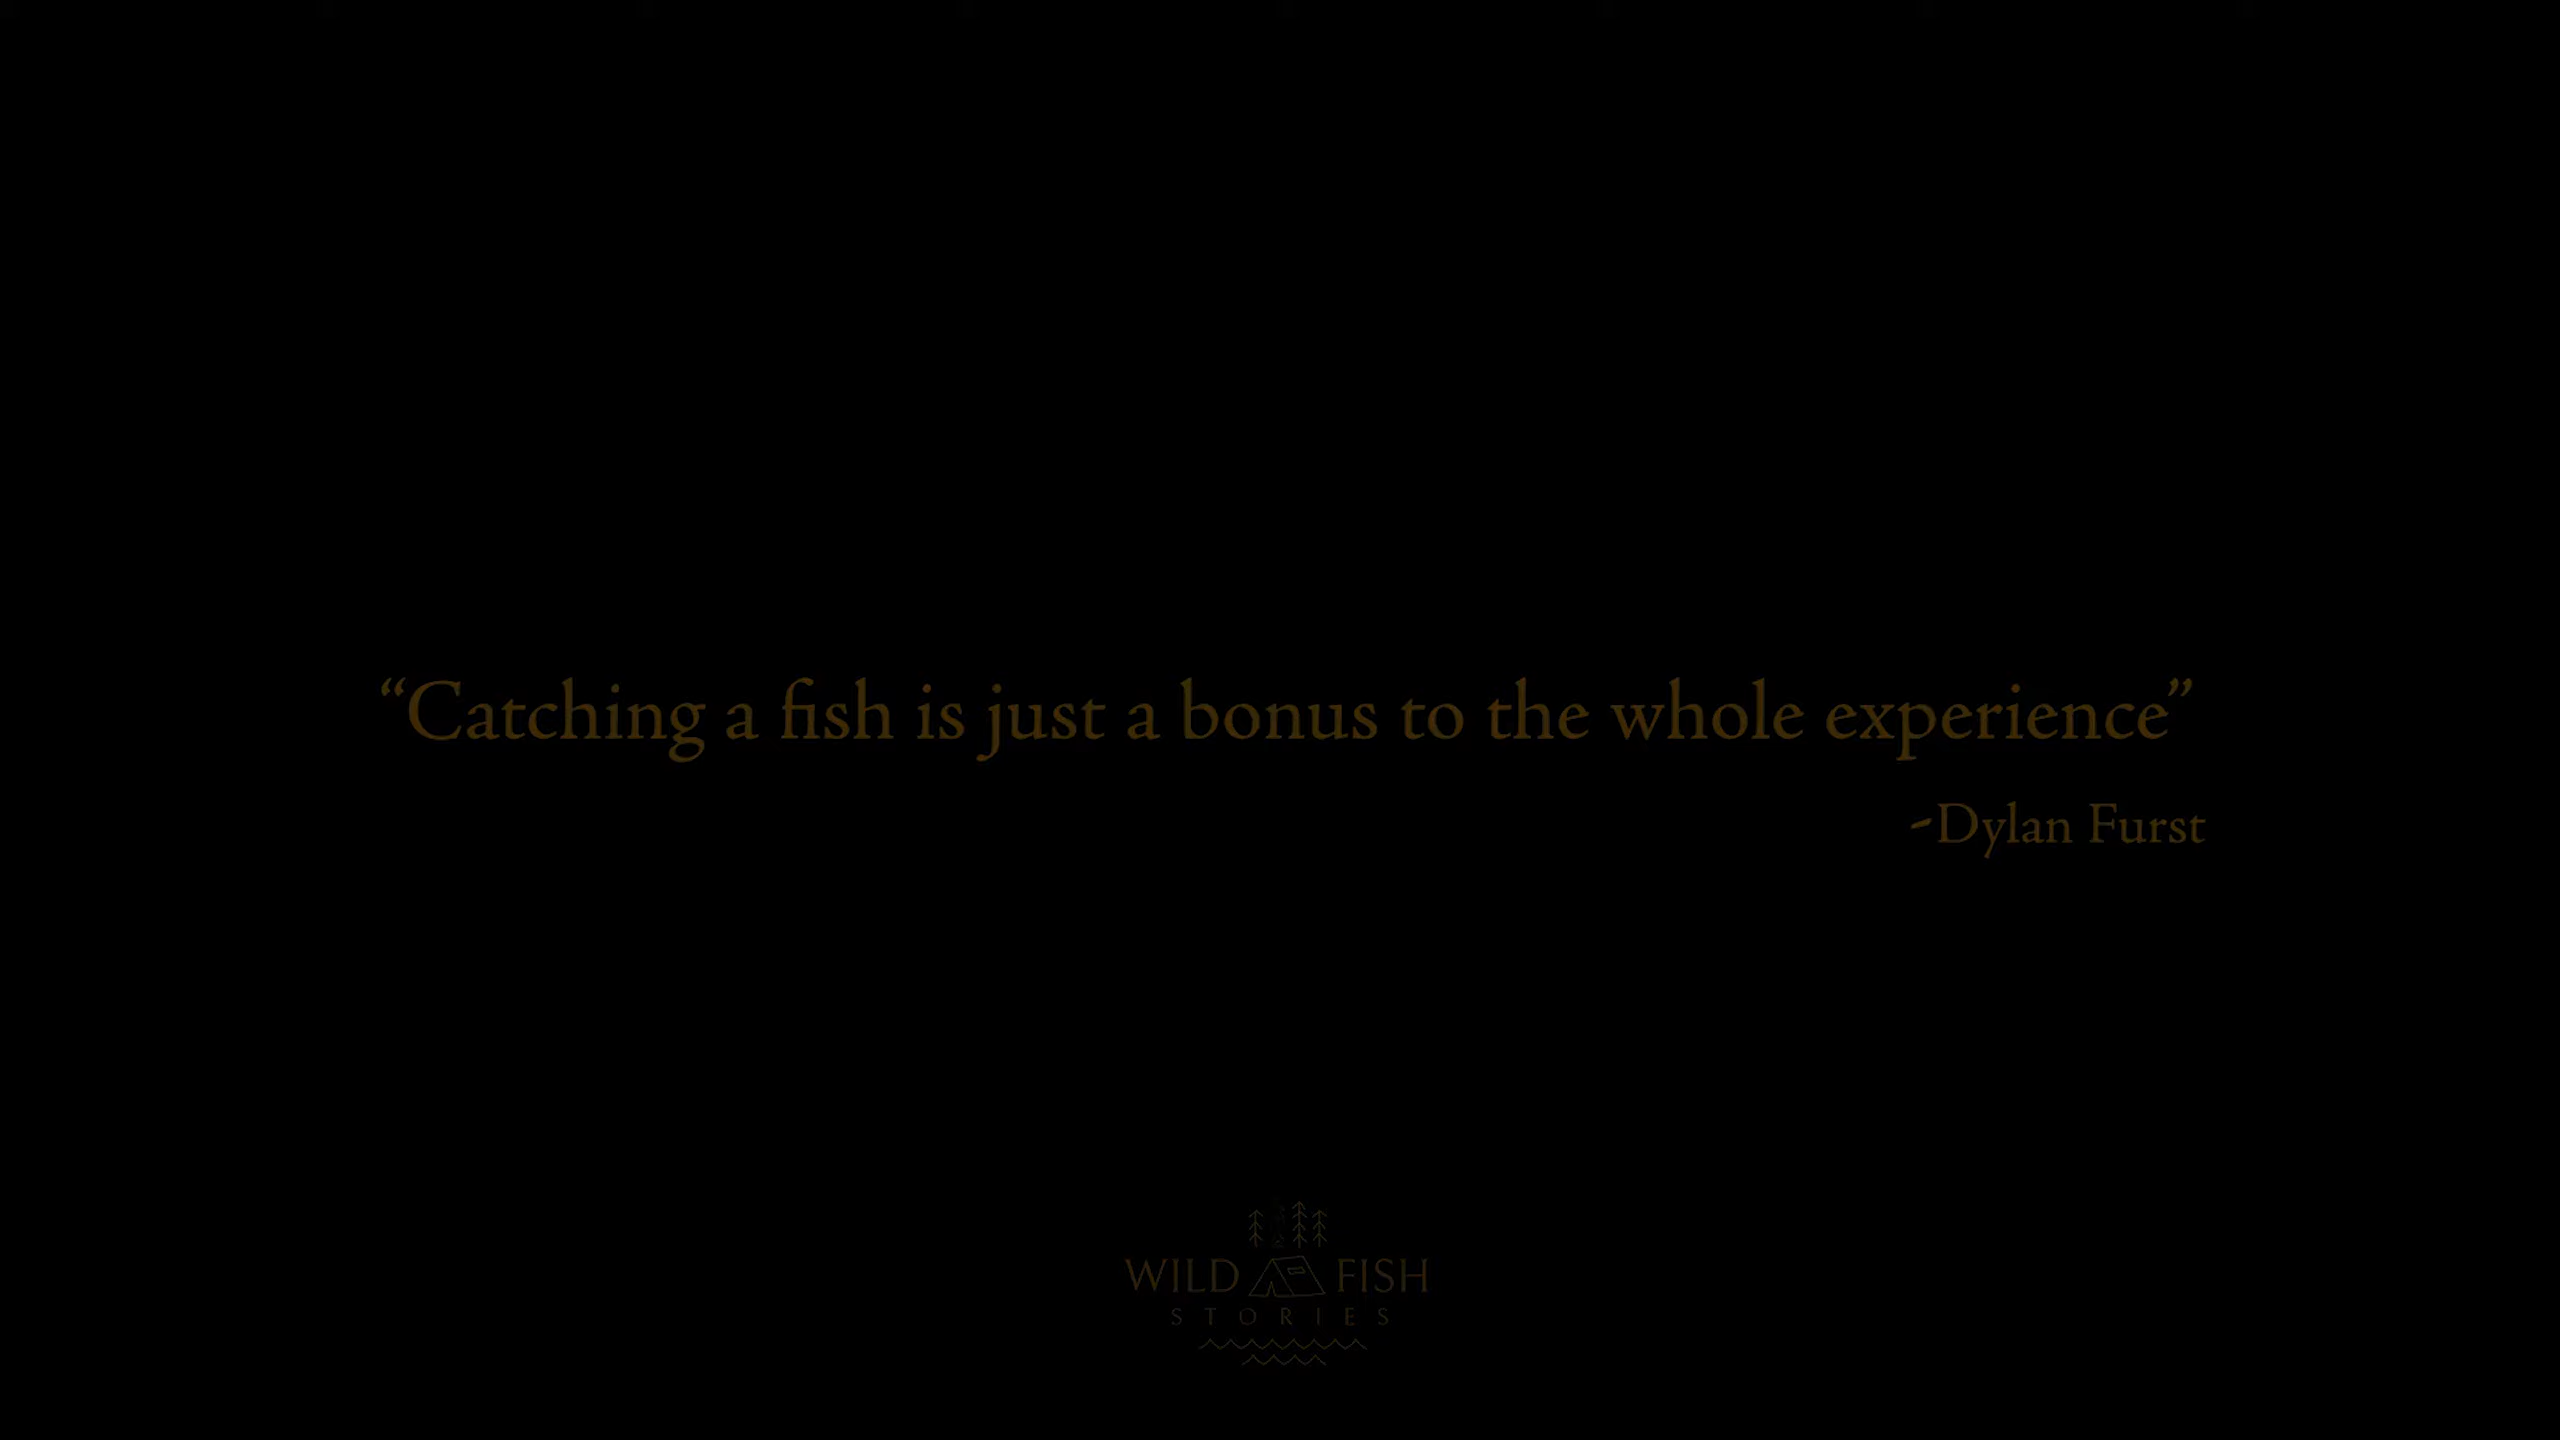 “Catching a fish is just a bonus to the whole experience”
-Dylan Furst
WILD FISH
STORIES